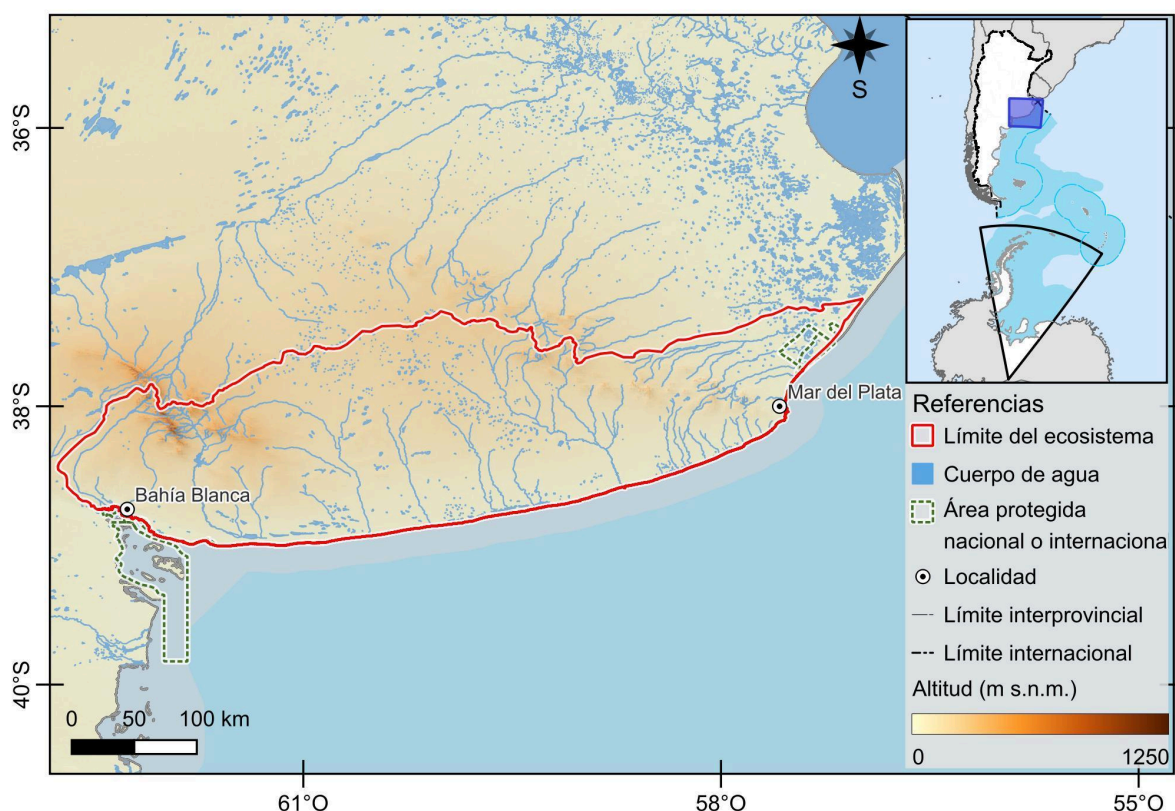 S
36°S
38°S
40°S
Mar del Plata
Bahía Blanca
0 50 100 km
61°O
58°O
55°O
Referencias
Límite del ecosistema
Cuerpo de agua
Área protegida
nacional o internaciona
Localidad
Límite interprovincial
Límite internacional
Altitud (m s.n.m.)
0 1250